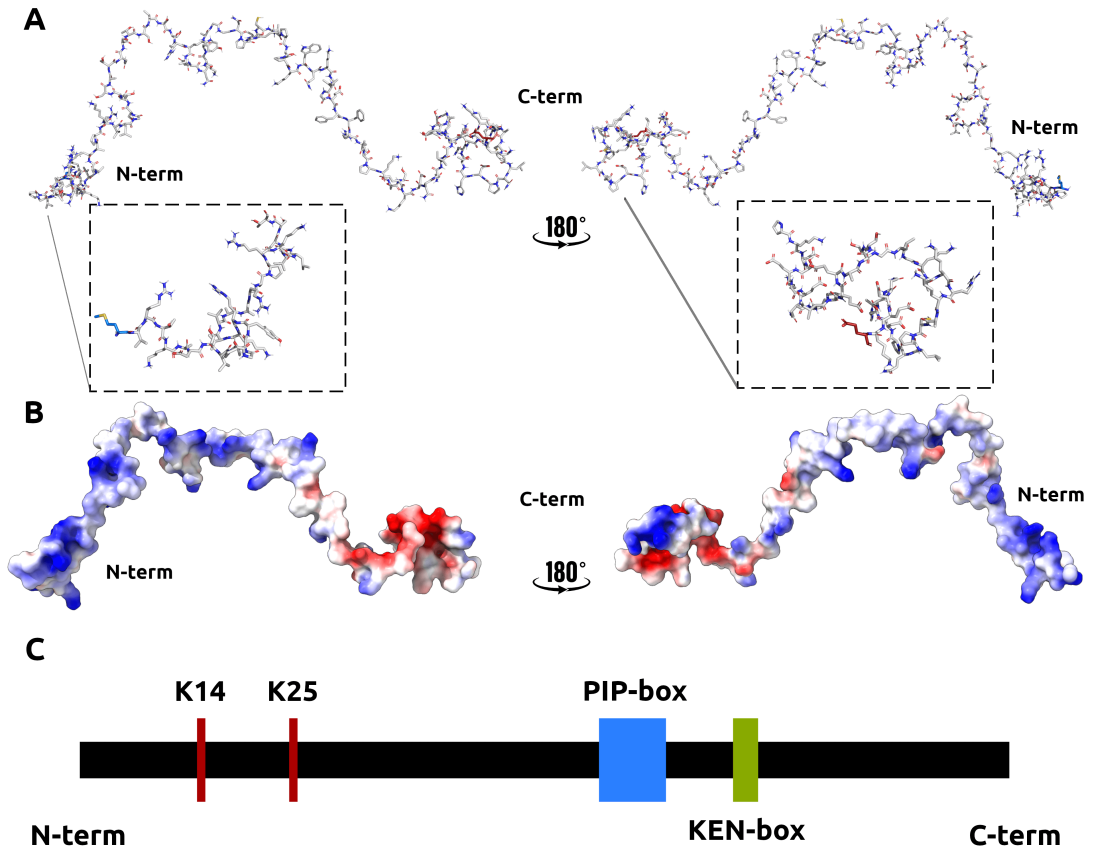 A
C-term
N-term
N-term
180°
B
C-term
N-term
N-term
180°
C
K14 K25 PIP-box
KEN-box
N-term C-term